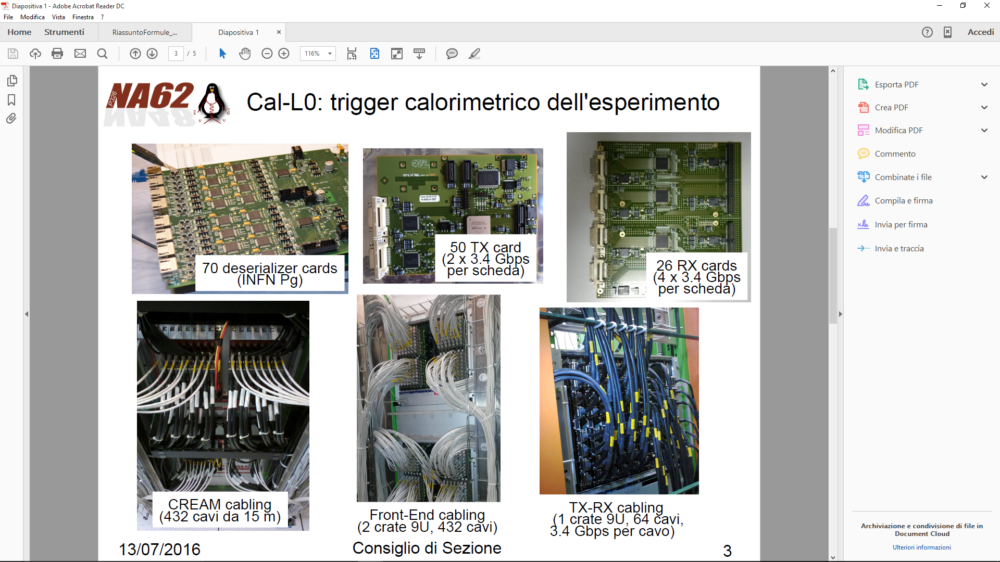 Diapositiva 1 - Adobe Acrobat Reader DC
File Modifica Vista Finestra ?
Home Strumenti RiassuntoFormule_... Diapositiva 1 × ? Accedi
3 / 5 116%
P326 NA62
NA48
s̄ d̄
ν ν
Cal-L0: trigger calorimetrico dell'esperimento
EQUALIZERS
70 deserializer cards
(INFN Pg)
ALTERA
50 TX card
(2 x 3.4 Gbps
per scheda)
26 RX cards
(4 x 3.4 Gbps
per scheda)
CREAM cabling
(432 cavi da 15 m)
Front-End cabling
(2 crate 9U, 432 cavi)
TX-RX cabling
(1 crate 9U, 64 cavi,
3.4 Gbps per cavo)
13/07/2016 Consiglio di Sezione 3
Esporta PDF
Crea PDF
Modifica PDF
Commento
Combinate i file
Compila e firma
Invia per firma
Invia e traccia
Archiviazione e condivisione di file in
Document Cloud
Ulteriori informazioni